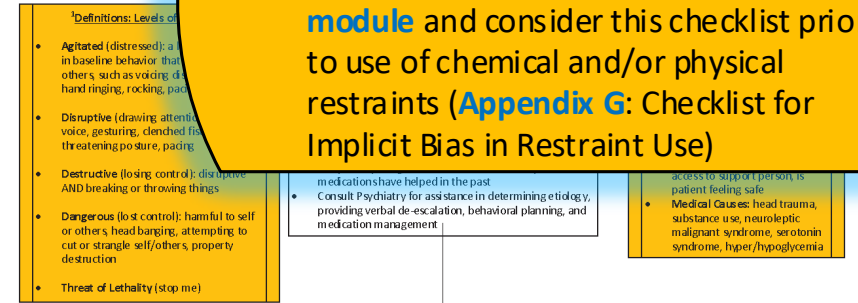 ¹Definitions: Levels of
• Agitated (distressed): a
in baseline behavior that
others, such as voicing
hand ringing, rocking,
• Disruptive (drawing
voice, gesturing, clenched
threatening posture, pacing
• Destructive (losing control): disruptive
AND breaking or throwing things
• Dangerous (lost control): harmful to self
or others, head banging, attempting to
cut or strangle self/others, property
destruction
• Threat of Lethality (stop me)
module and consider this checklist
to use of chemical and/or physical
restraints (Appendix G: Checklist for
Implicit Bias in Restraint Use)
medications have helped in the past
• Consult Psychiatry for assistance in determining etiology,
providing verbal de-escalation, behavioral planning, and
medication management
access to support person, is
patient feeling safe
• Medical Causes: head trauma,
substance use, neuroleptic
malignant syndrome, serotonin
syndrome, hyper/hypoglycemia